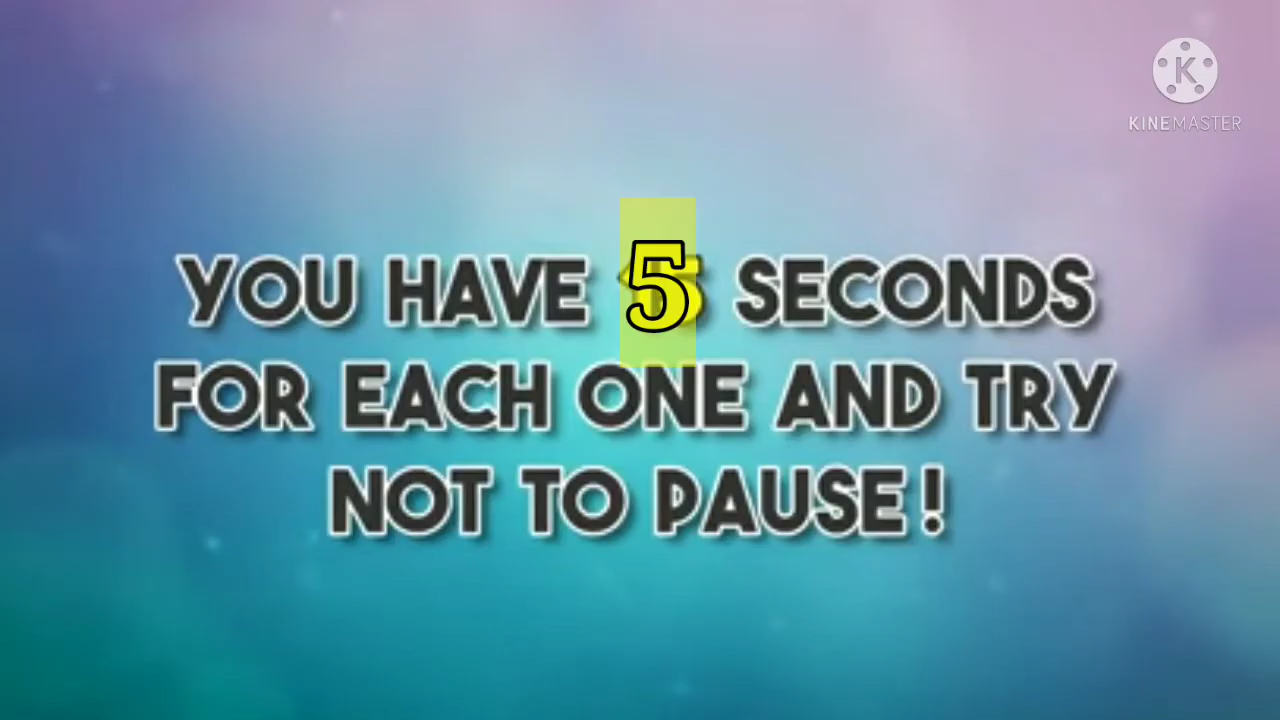 KINEMASTER
YOU HAVE 5 SECONDS
FOR EACH ONE AND TRY
NOT TO PAUSE!